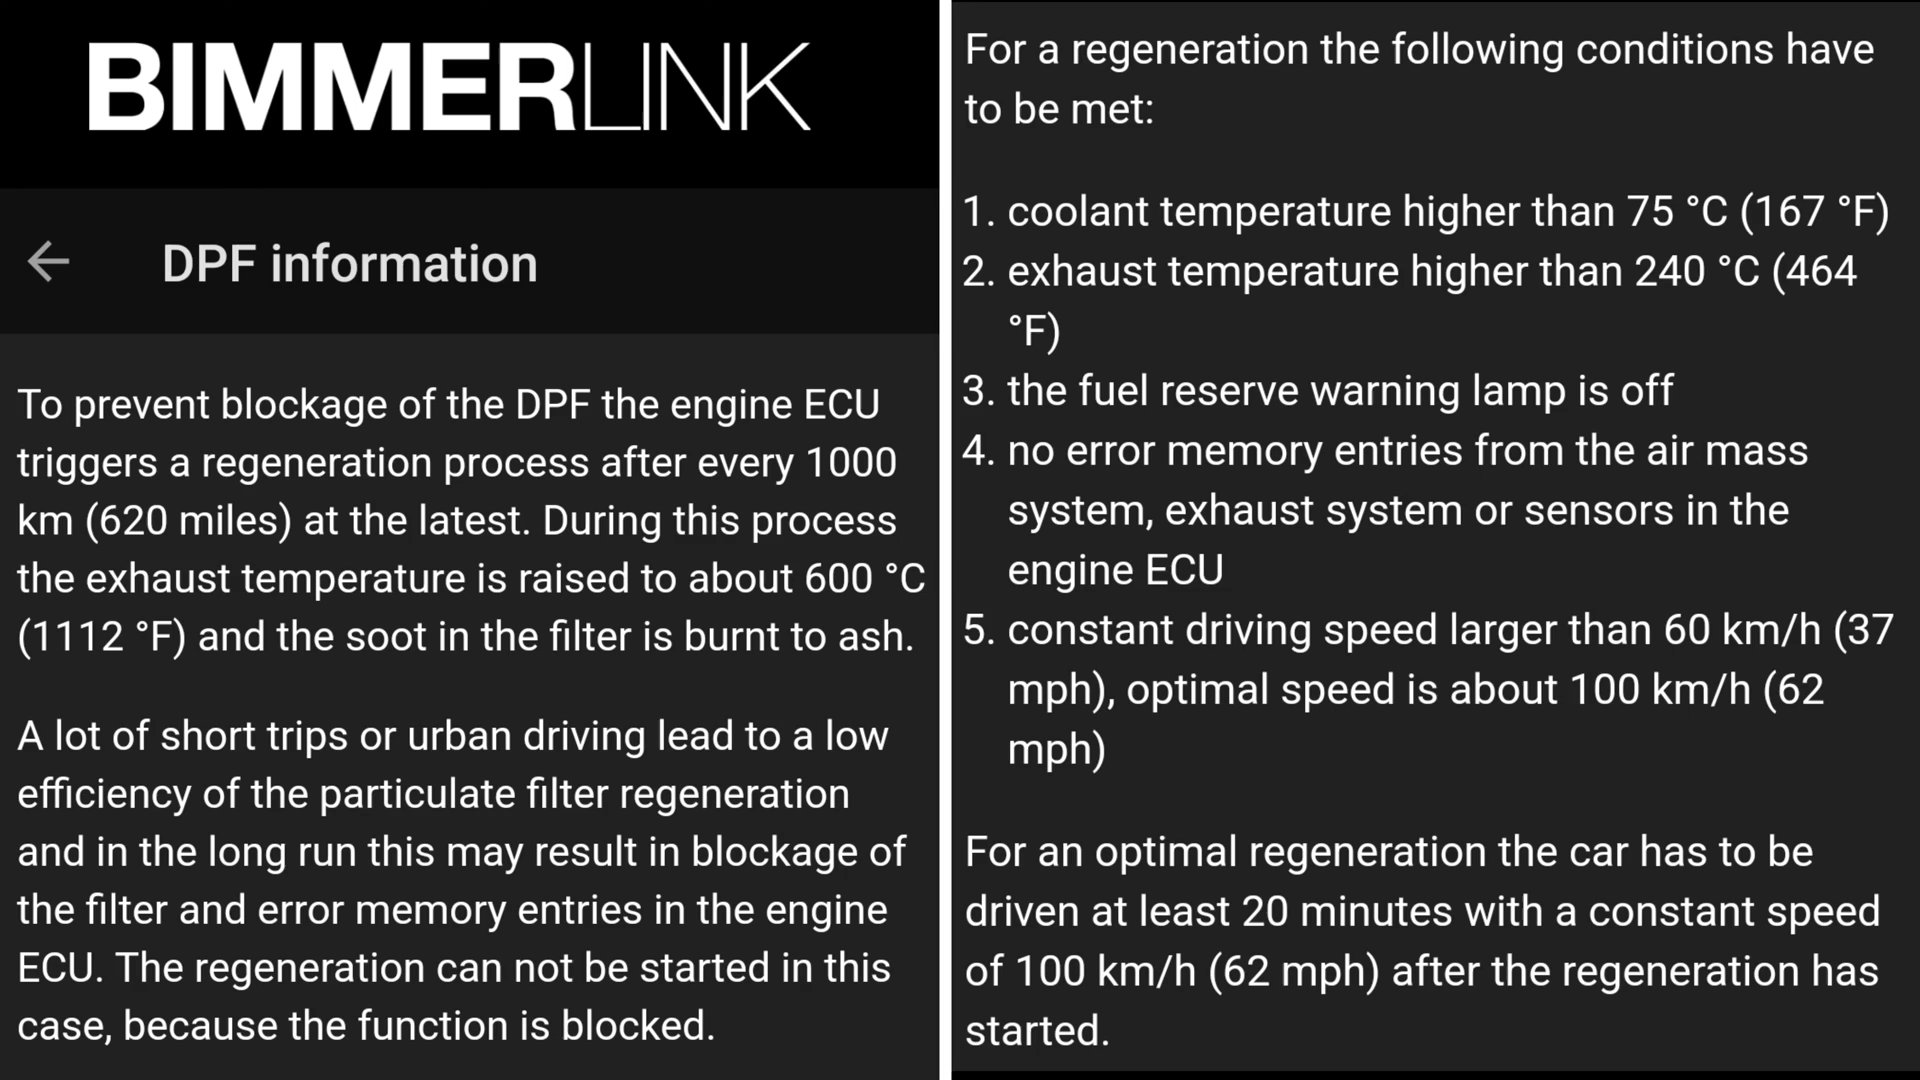 BIMMERLINK
DPF information
To prevent blockage of the DPF the engine ECU
triggers a regeneration process after every 1000
km (620 miles) at the latest. During this process
the exhaust temperature is raised to about 600 °C
(1112 °F) and the soot in the filter is burnt to ash.
A lot of short trips or urban driving lead to a low
efficiency of the particulate filter regeneration
and in the long run this may result in blockage of
the filter and error memory entries in the engine
ECU. The regeneration can not be started in this
case, because the function is blocked.
For a regeneration the following conditions have
to be met:
1. coolant temperature higher than 75 °C (167 °F)
2. exhaust temperature higher than 240 °C (464
°F)
3. the fuel reserve warning lamp is off
4. no error memory entries from the air mass
system, exhaust system or sensors in the
engine ECU
5. constant driving speed larger than 60 km/h (37
mph), optimal speed is about 100 km/h (62
mph)
For an optimal regeneration the car has to be
driven at least 20 minutes with a constant speed
of 100 km/h (62 mph) after the regeneration has
started.